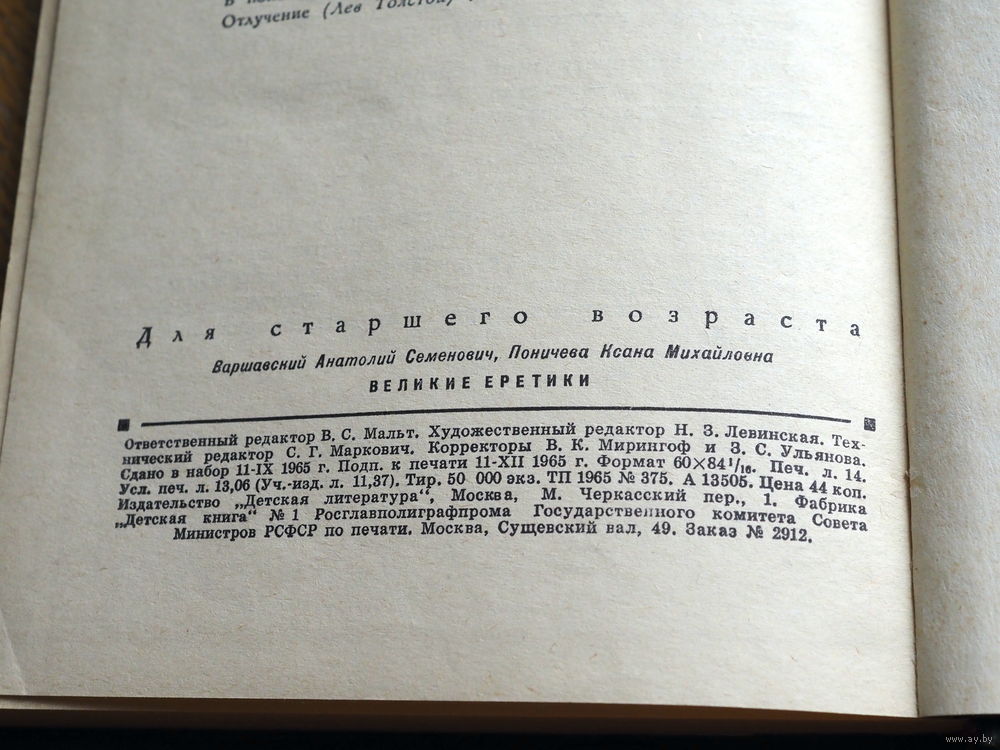 Отлучение (Лев Толстой)
Для старшего возраста
Варшавский Анатолий Семенович, Поничева Ксана Михайловна
ВЕЛИКИЕ ЕРЕТИКИ
Ответственный редактор В. С. Мальт. Художественный редактор Н. З. Левинская. Тех-
нический редактор С. Г. Маркович. Корректоры В. К. Мирингоф и З. С. Ульянова.
Сдано в набор 11-IX 1965 г. Подп. к печати 11-XII 1965 г. Формат 60×84 1/16. Печ. л. 14.
Усл. печ. л. 13,06 (Уч.-изд. л. 11,37). Тир. 50 000 экз. ТП 1965 № 375. А 13505. Цена 44 коп.
Издательство „Детская литература“, Москва, М. Черкасский пер., 1. Фабрика
„Детская книга“ № 1 Росглавполиграфпрома Государственного комитета Совета
Министров РСФСР по печати. Москва, Сущевский вал, 49. Заказ № 2912.
www.ay.by